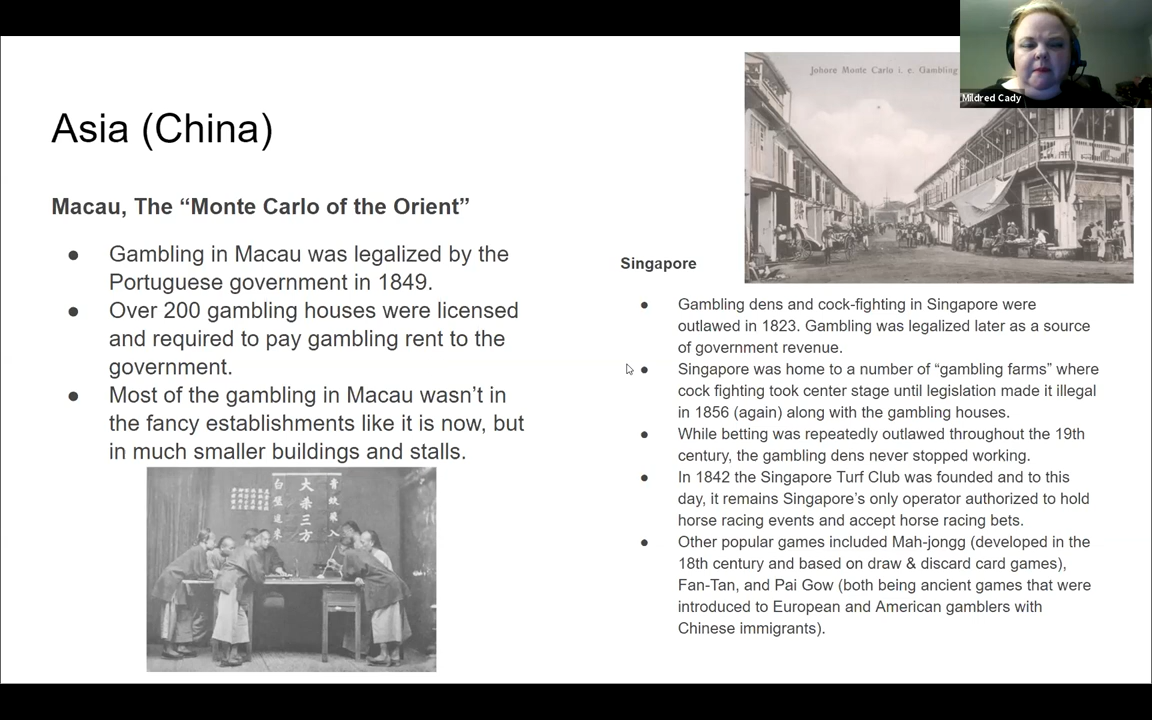 Asia (China)
Macau, The “Monte Carlo of the Orient”
● Gambling in Macau was legalized by the
Portuguese government in 1849.
● Over 200 gambling houses were licensed
and required to pay gambling rent to the
government.
● Most of the gambling in Macau wasn’t in
the fancy establishments like it is now, but
in much smaller buildings and stalls.
大杀三方
Johore Monte Carlo i. e. Gambling
Mildred Cady
Singapore
● Gambling dens and cock-fighting in Singapore were
outlawed in 1823. Gambling was legalized later as a source
of government revenue.
● Singapore was home to a number of “gambling farms” where
cock fighting took center stage until legislation made it illegal
in 1856 (again) along with the gambling houses.
● While betting was repeatedly outlawed throughout the 19th
century, the gambling dens never stopped working.
● In 1842 the Singapore Turf Club was founded and to this
day, it remains Singapore’s only operator authorized to hold
horse racing events and accept horse racing bets.
● Other popular games included Mah-jongg (developed in the
18th century and based on draw & discard card games),
Fan-Tan, and Pai Gow (both being ancient games that were
introduced to European and American gamblers with
Chinese immigrants).